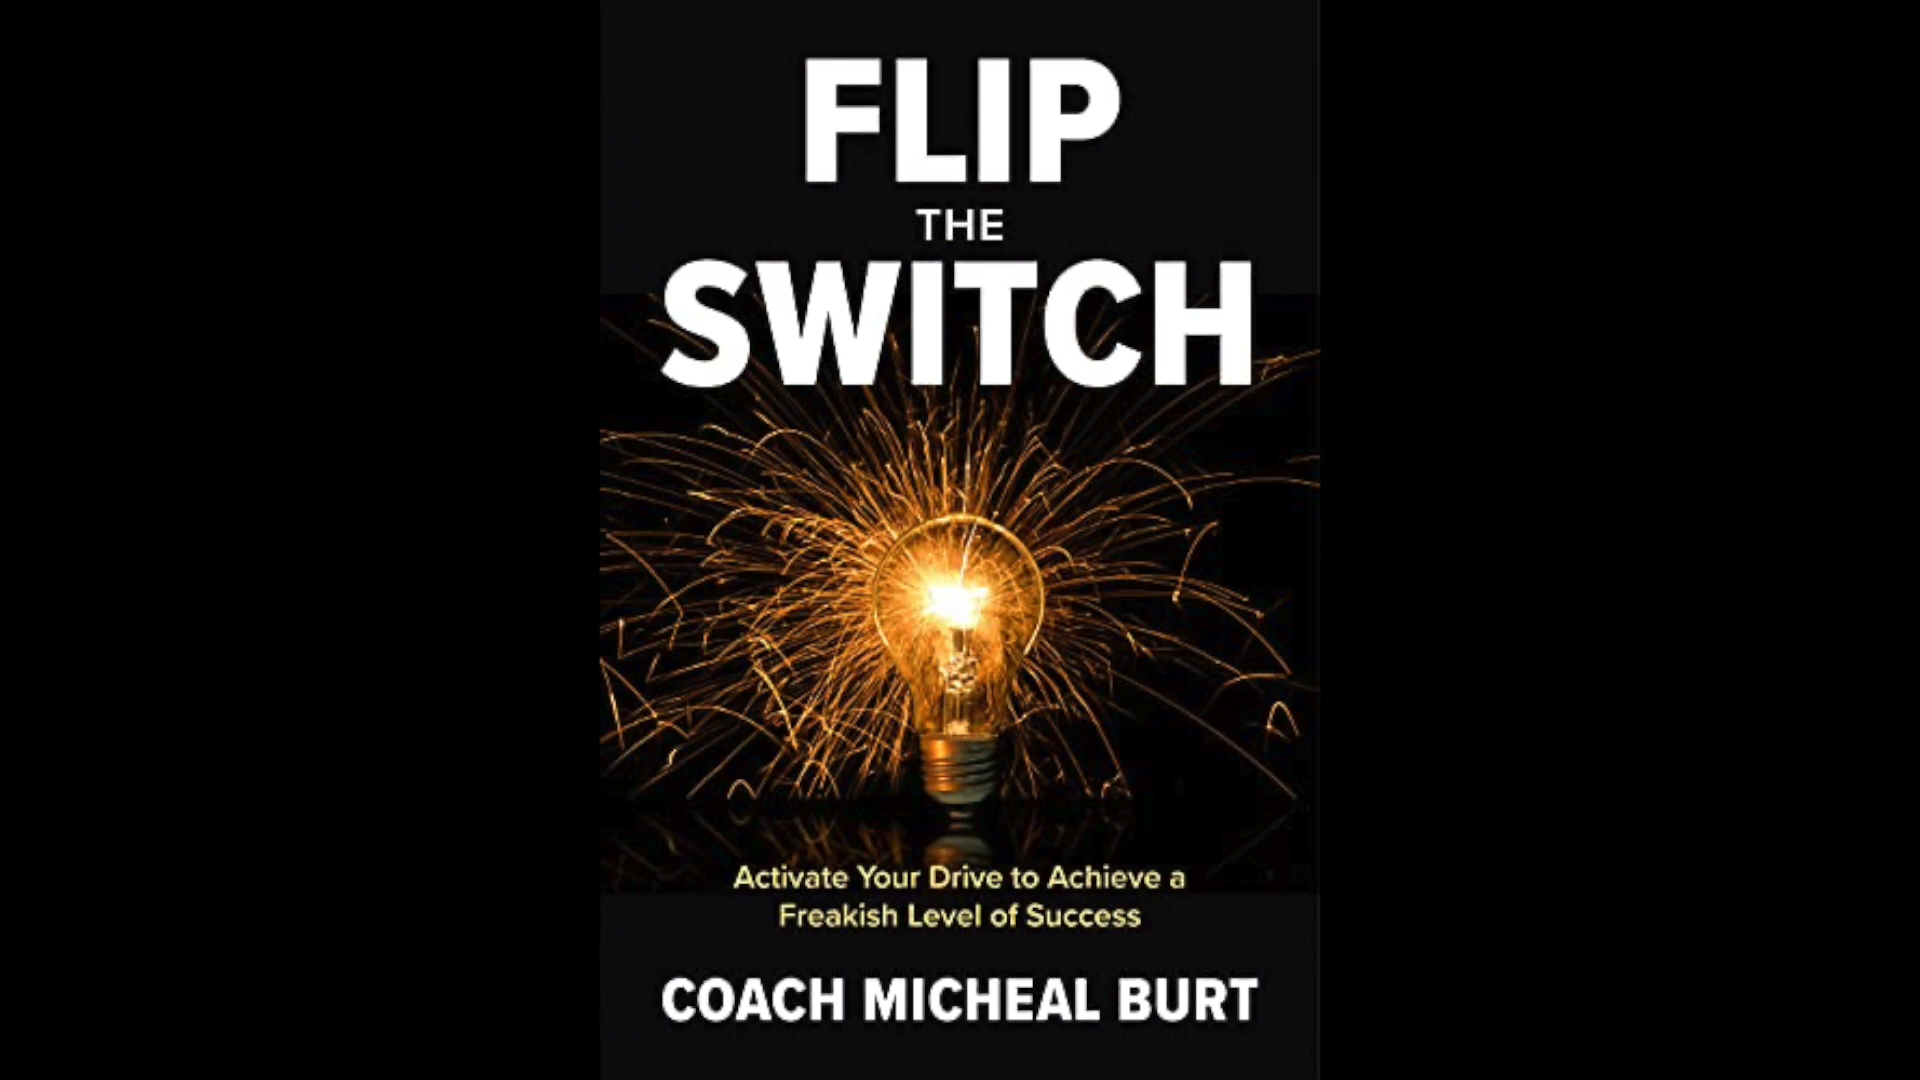 FLIP
THE
SWITCH
Activate Your Drive to Achieve a
Freakish Level of Success
COACH MICHEAL BURT